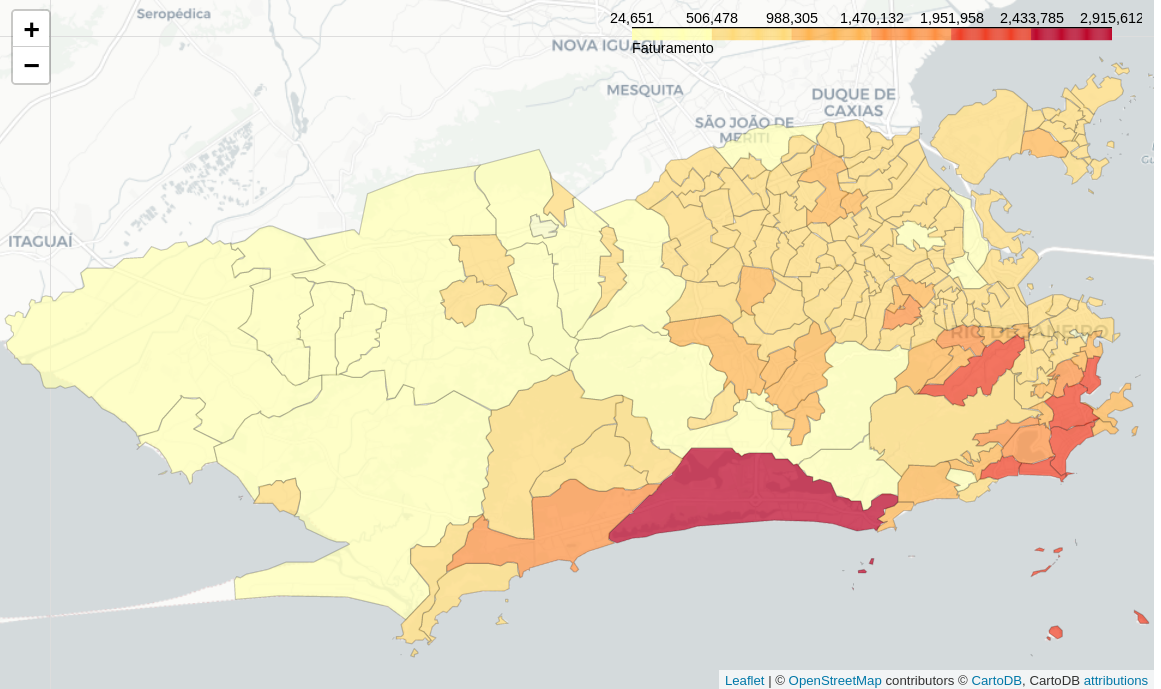 +
−
Seropédica
24,651 506,478 988,305 1,470,132 1,951,958 2,433,785 2,915,612
Faturamento
NOVA IGUAÇU
MESQUITA
DUQUE DE
CAXIAS
SÃO JOÃO DE
MERITI
ITAGUAÍ
RIO DE JANEIRO
Leaflet | © OpenStreetMap contributors © CartoDB, CartoDB attributions